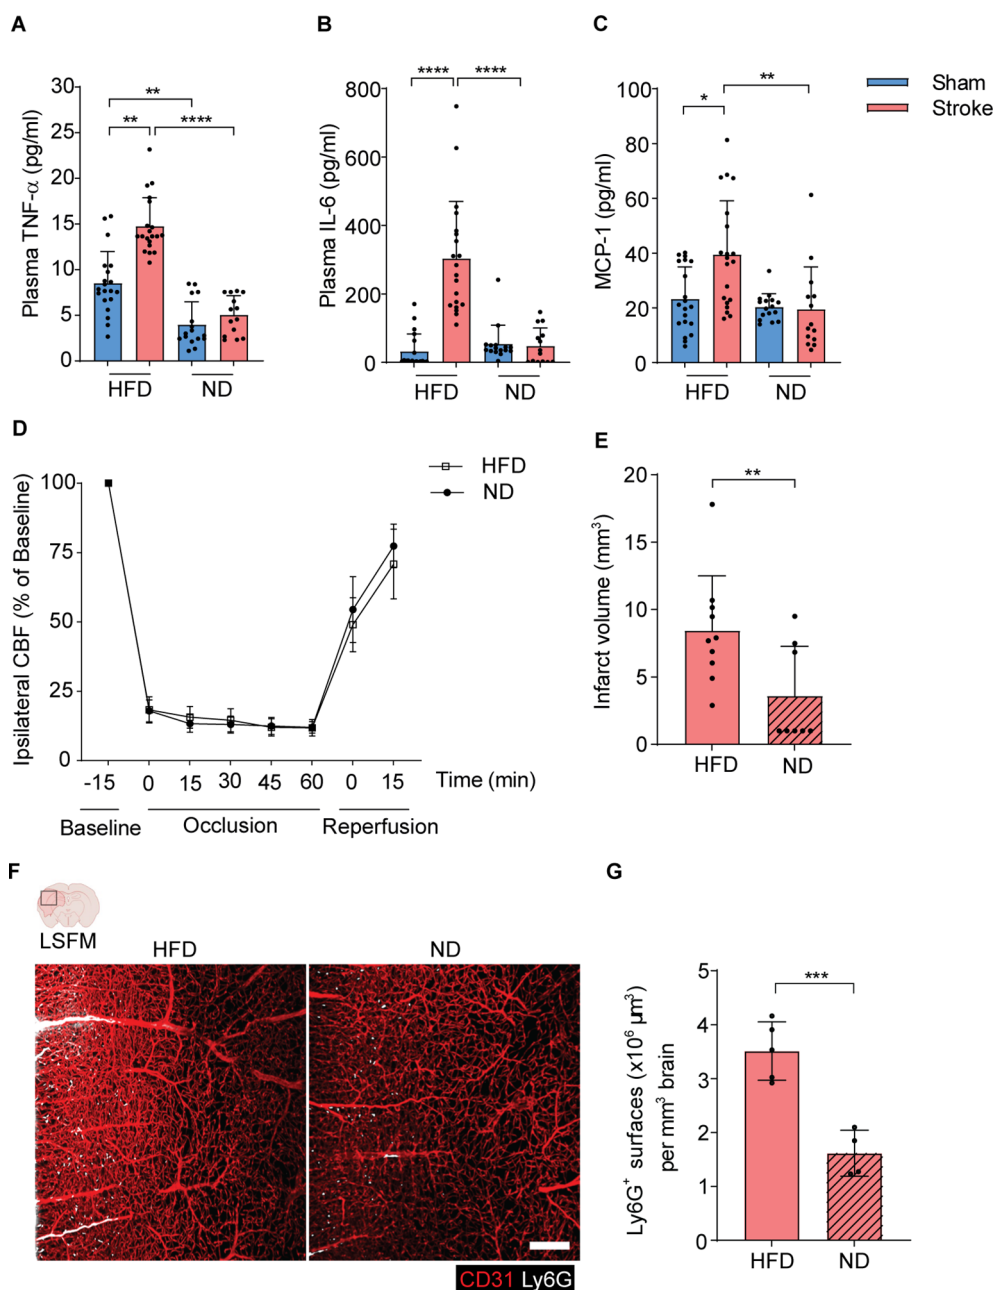 A
B
C
Sham
Stroke
Plasma TNF-α (pg/ml)
30
25
20
15
10
5
0
**
**
****
HFD
ND
Plasma IL-6 (pg/ml)
800
600
400
200
0
****
****
HFD
ND
MCP-1 (pg/ml)
100
80
60
40
20
0
*
**
HFD
ND
D
Ipsilateral CBF (% of Baseline)
100
75
50
25
0
HFD
ND
-15 0 15 30 45 60 0 15 Time (min)
Baseline Occlusion Reperfusion
E
Infarct volume (mm³)
20
15
10
5
0
**
HFD
ND
F
LSFM
HFD
ND
CD31 Ly6G
G
Ly6G⁺ surfaces (x10⁶ µm³)
per mm³ brain
5
4
3
2
1
0
***
HFD
ND